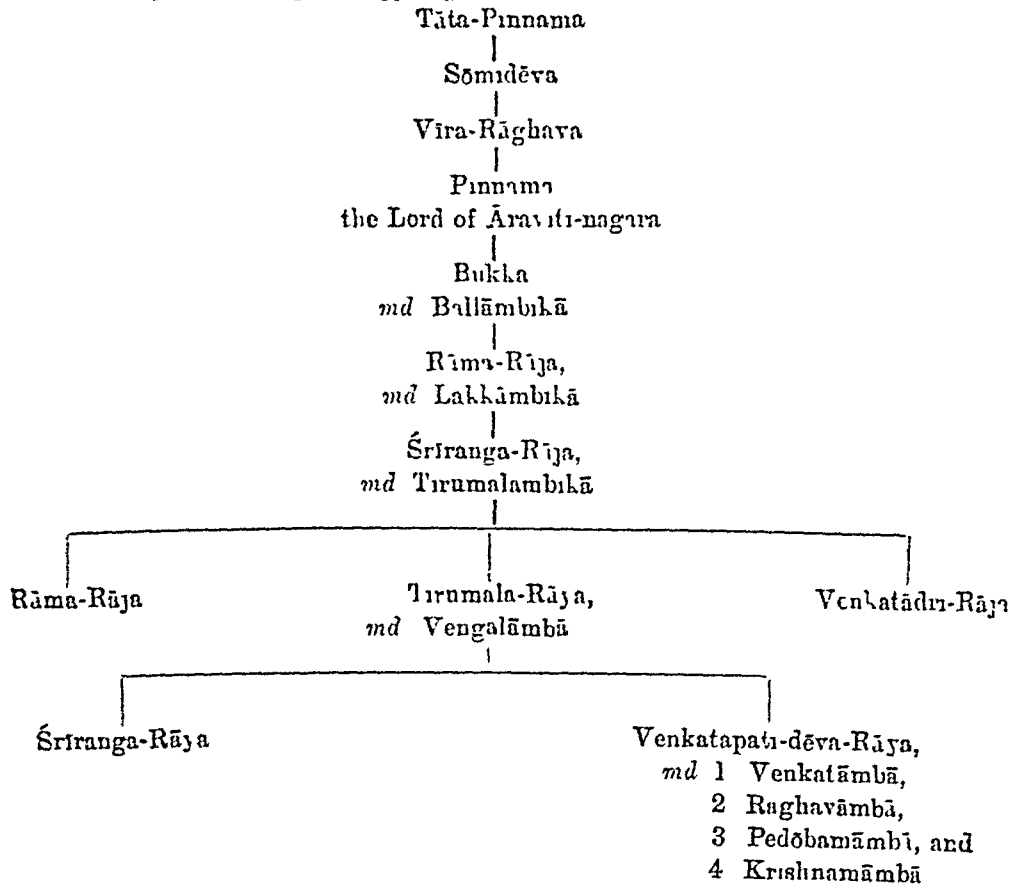 Tāta-Pinnama
Sōmidēva
Vīra-Rāghava
Pinnama
the Lord of Āravīti-nagara
Bukka
md Ballāmbikā
Rāma-Rāja,
md Lakkāmbikā
Śrīranga-Rāja,
md Tirumalambikā
Rāma-Rāja Tirumala-Rāya, Venkatādri-Rāja
md Vengalāmbā
Śrīranga-Rāya Venkatapati-dēva-Rāya,
md 1 Venkatāmbā,
2 Raghavāmbā,
3 Pedōbamāmbā, and
4 Krishnamāmbā